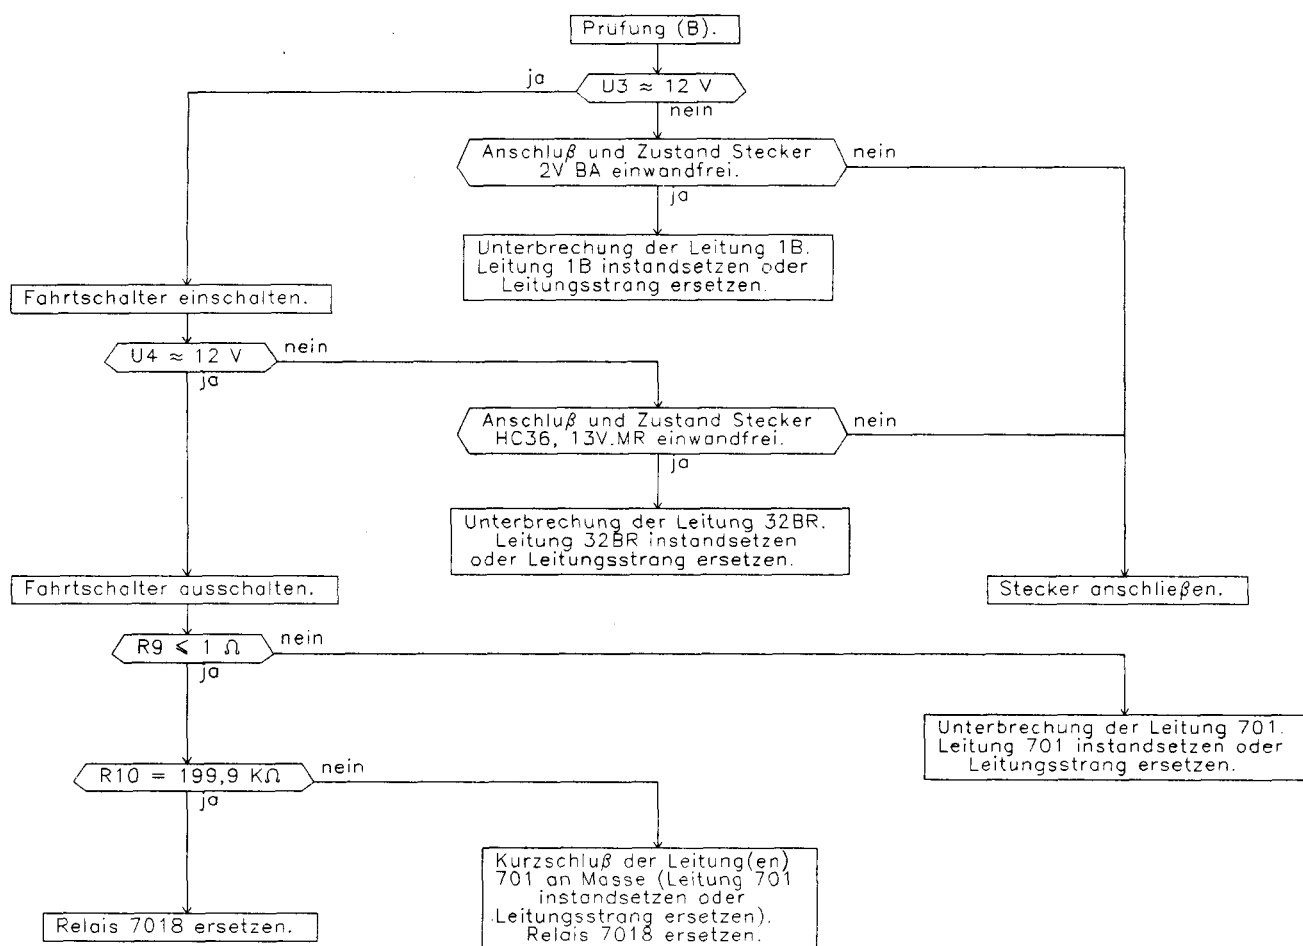 Prüfung (B).
ja
U3 ≈ 12 V
nein
Anschluß und Zustand Stecker
2V BA einwandfrei.
nein
ja
Unterbrechung der Leitung 1B.
Leitung 1B instandsetzen oder
Leitungsstrang ersetzen.
Fahrtschalter einschalten.
U4 ≈ 12 V
nein
ja
Anschluß und Zustand Stecker
HC36, 13V.MR einwandfrei.
nein
ja
Unterbrechung der Leitung 32BR.
Leitung 32BR instandsetzen
oder Leitungsstrang ersetzen.
Fahrtschalter ausschalten.
Stecker anschließen.
R9 ⩽ 1 Ω
nein
ja
Unterbrechung der Leitung 701.
Leitung 701 instandsetzen oder
Leitungsstrang ersetzen.
R10 = 199,9 KΩ
nein
ja
Kurzschluß der Leitung(en)
701 an Masse (Leitung 701
instandsetzen oder
Leitungsstrang ersetzen).
Relais 7018 ersetzen.
Relais 7018 ersetzen.